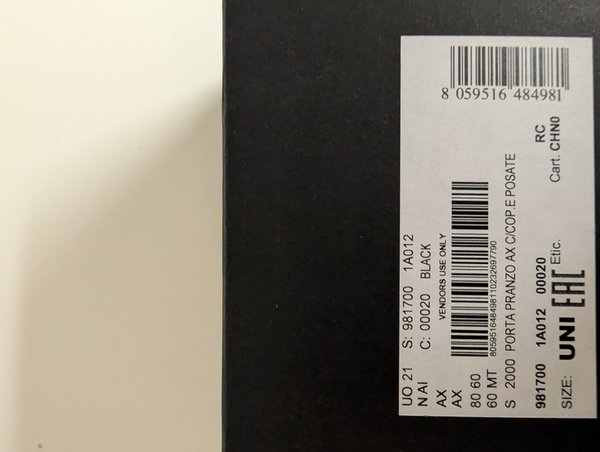 8 059516 484981
UO 21 S: 981700 1A012
N AI C: 00020 BLACK
AX VENDORS USE ONLY
AX
80 60
60 MT 805951648498110232697790
S 2000 PORTA PRANZO AX C/COP.E POSATE
981700 1A012 00020 RC
SIZE: UNI EAC Etic. Cart. CHN0